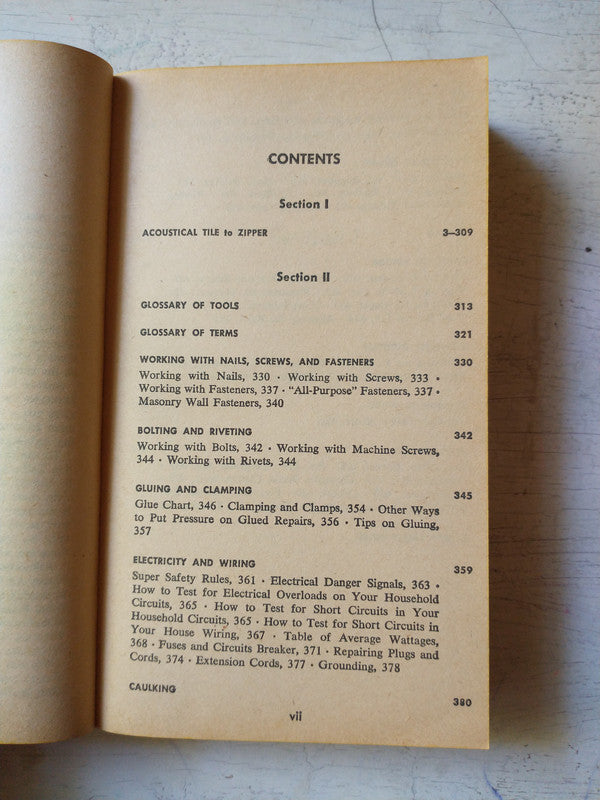 CONTENTS
Section I
ACOUSTICAL TILE to ZIPPER 3–309
Section II
GLOSSARY OF TOOLS 313
GLOSSARY OF TERMS 321
WORKING WITH NAILS, SCREWS, AND FASTENERS 330
Working with Nails, 330 · Working with Screws, 333 ·
Working with Fasteners, 337 · “All-Purpose” Fasteners, 337 ·
Masonry Wall Fasteners, 340
BOLTING AND RIVETING 342
Working with Bolts, 342 · Working with Machine Screws,
344 · Working with Rivets, 344
GLUING AND CLAMPING 345
Glue Chart, 346 · Clamping and Clamps, 354 · Other Ways
to Put Pressure on Glued Repairs, 356 · Tips on Gluing,
357
ELECTRICITY AND WIRING 359
Super Safety Rules, 361 · Electrical Danger Signals, 363 ·
How to Test for Electrical Overloads on Your Household
Circuits, 365 · How to Test for Short Circuits in Your
Household Circuits, 365 · How to Test for Short Circuits in
Your House Wiring, 367 · Table of Average Wattages,
368 · Fuses and Circuits Breaker, 371 · Repairing Plugs and
Cords, 374 · Extension Cords, 377 · Grounding, 378
CAULKING 380
vii